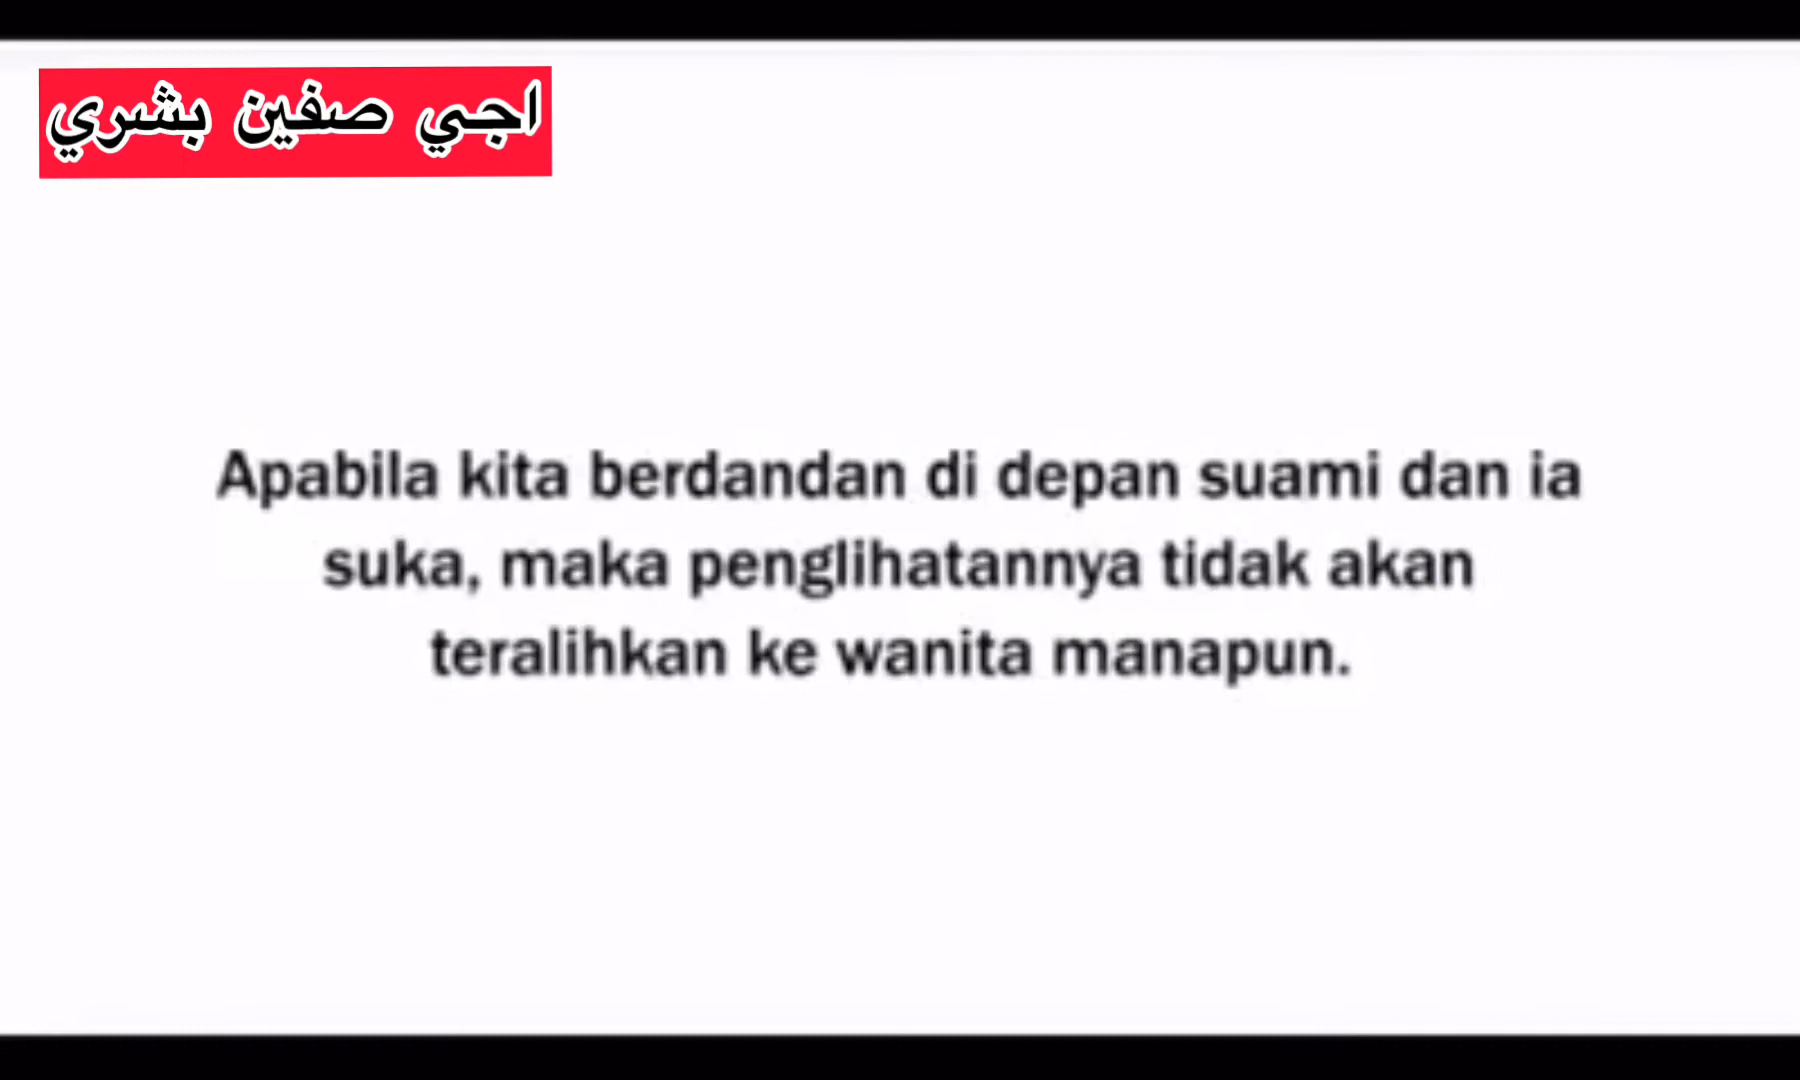 اجي صفين بشري
Apabila kita berdandan di depan suami dan ia
suka, maka penglihatannya tidak akan
teralihkan ke wanita manapun.